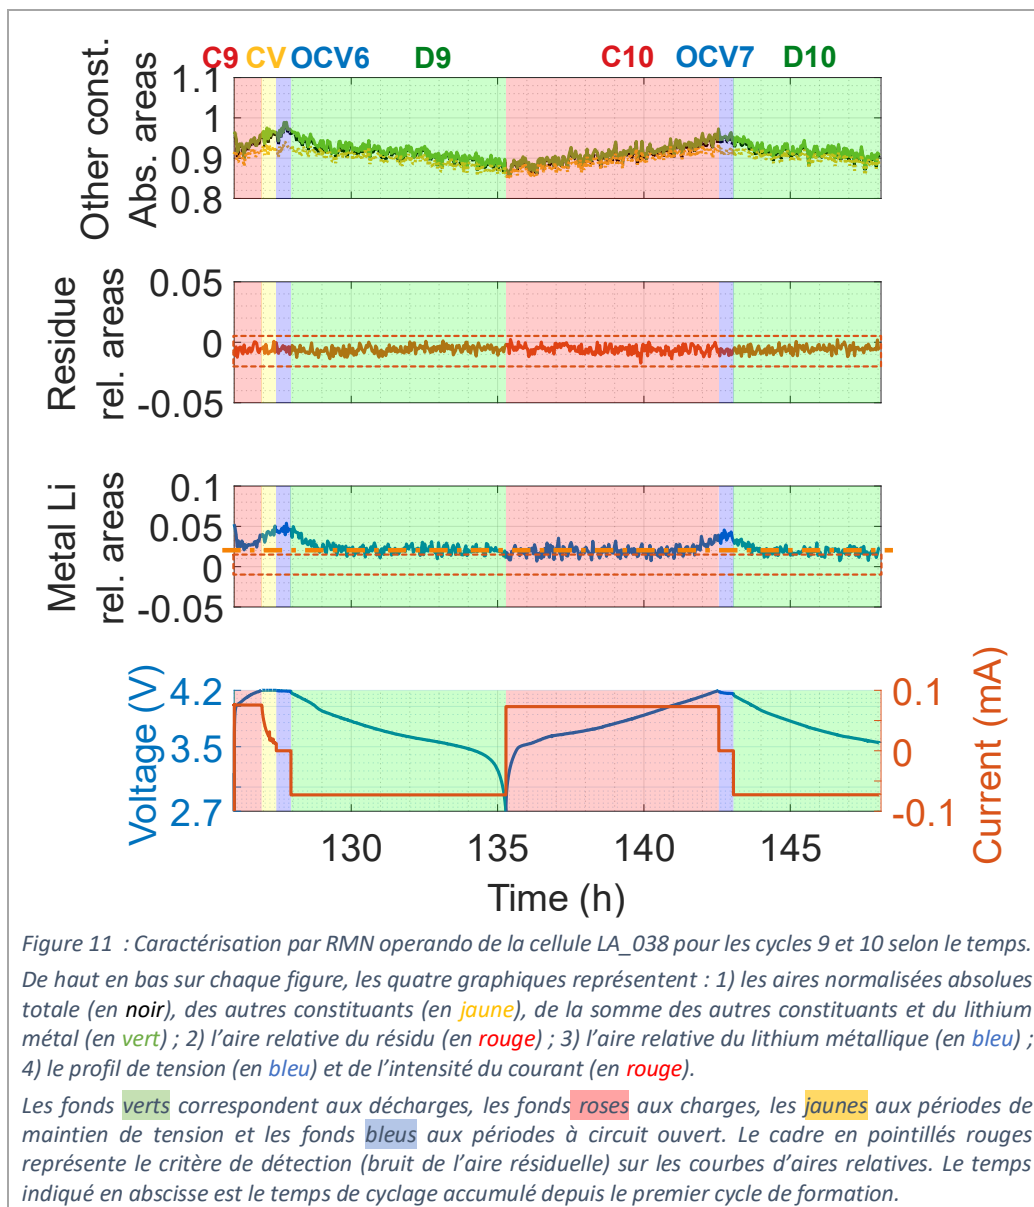 C9 CV OCV6 D9 C10 OCV7 D10
Other const.
Abs. areas
1.1
1
0.9
0.8
Residue
rel. areas
0.05
0
-0.05
Metal Li
rel. areas
0.1
0.05
0
-0.05
Voltage (V)
4.2
3.5
2.7
0.1
0
-0.1
Current (mA)
130 135 140 145
Time (h)
Figure 11 : Caractérisation par RMN operando de la cellule LA_038 pour les cycles 9 et 10 selon le temps.
De haut en bas sur chaque figure, les quatre graphiques représentent : 1) les aires normalisées absolues
totale (en noir), des autres constituants (en jaune), de la somme des autres constituants et du lithium
métal (en vert) ; 2) l'aire relative du résidu (en rouge) ; 3) l'aire relative du lithium métallique (en bleu) ;
4) le profil de tension (en bleu) et de l'intensité du courant (en rouge).
Les fonds verts correspondent aux décharges, les fonds roses aux charges, les jaunes aux périodes de
maintien de tension et les fonds bleus aux périodes à circuit ouvert. Le cadre en pointillés rouges
représente le critère de détection (bruit de l'aire résiduelle) sur les courbes d'aires relatives. Le temps
indiqué en abscisse est le temps de cyclage accumulé depuis le premier cycle de formation.